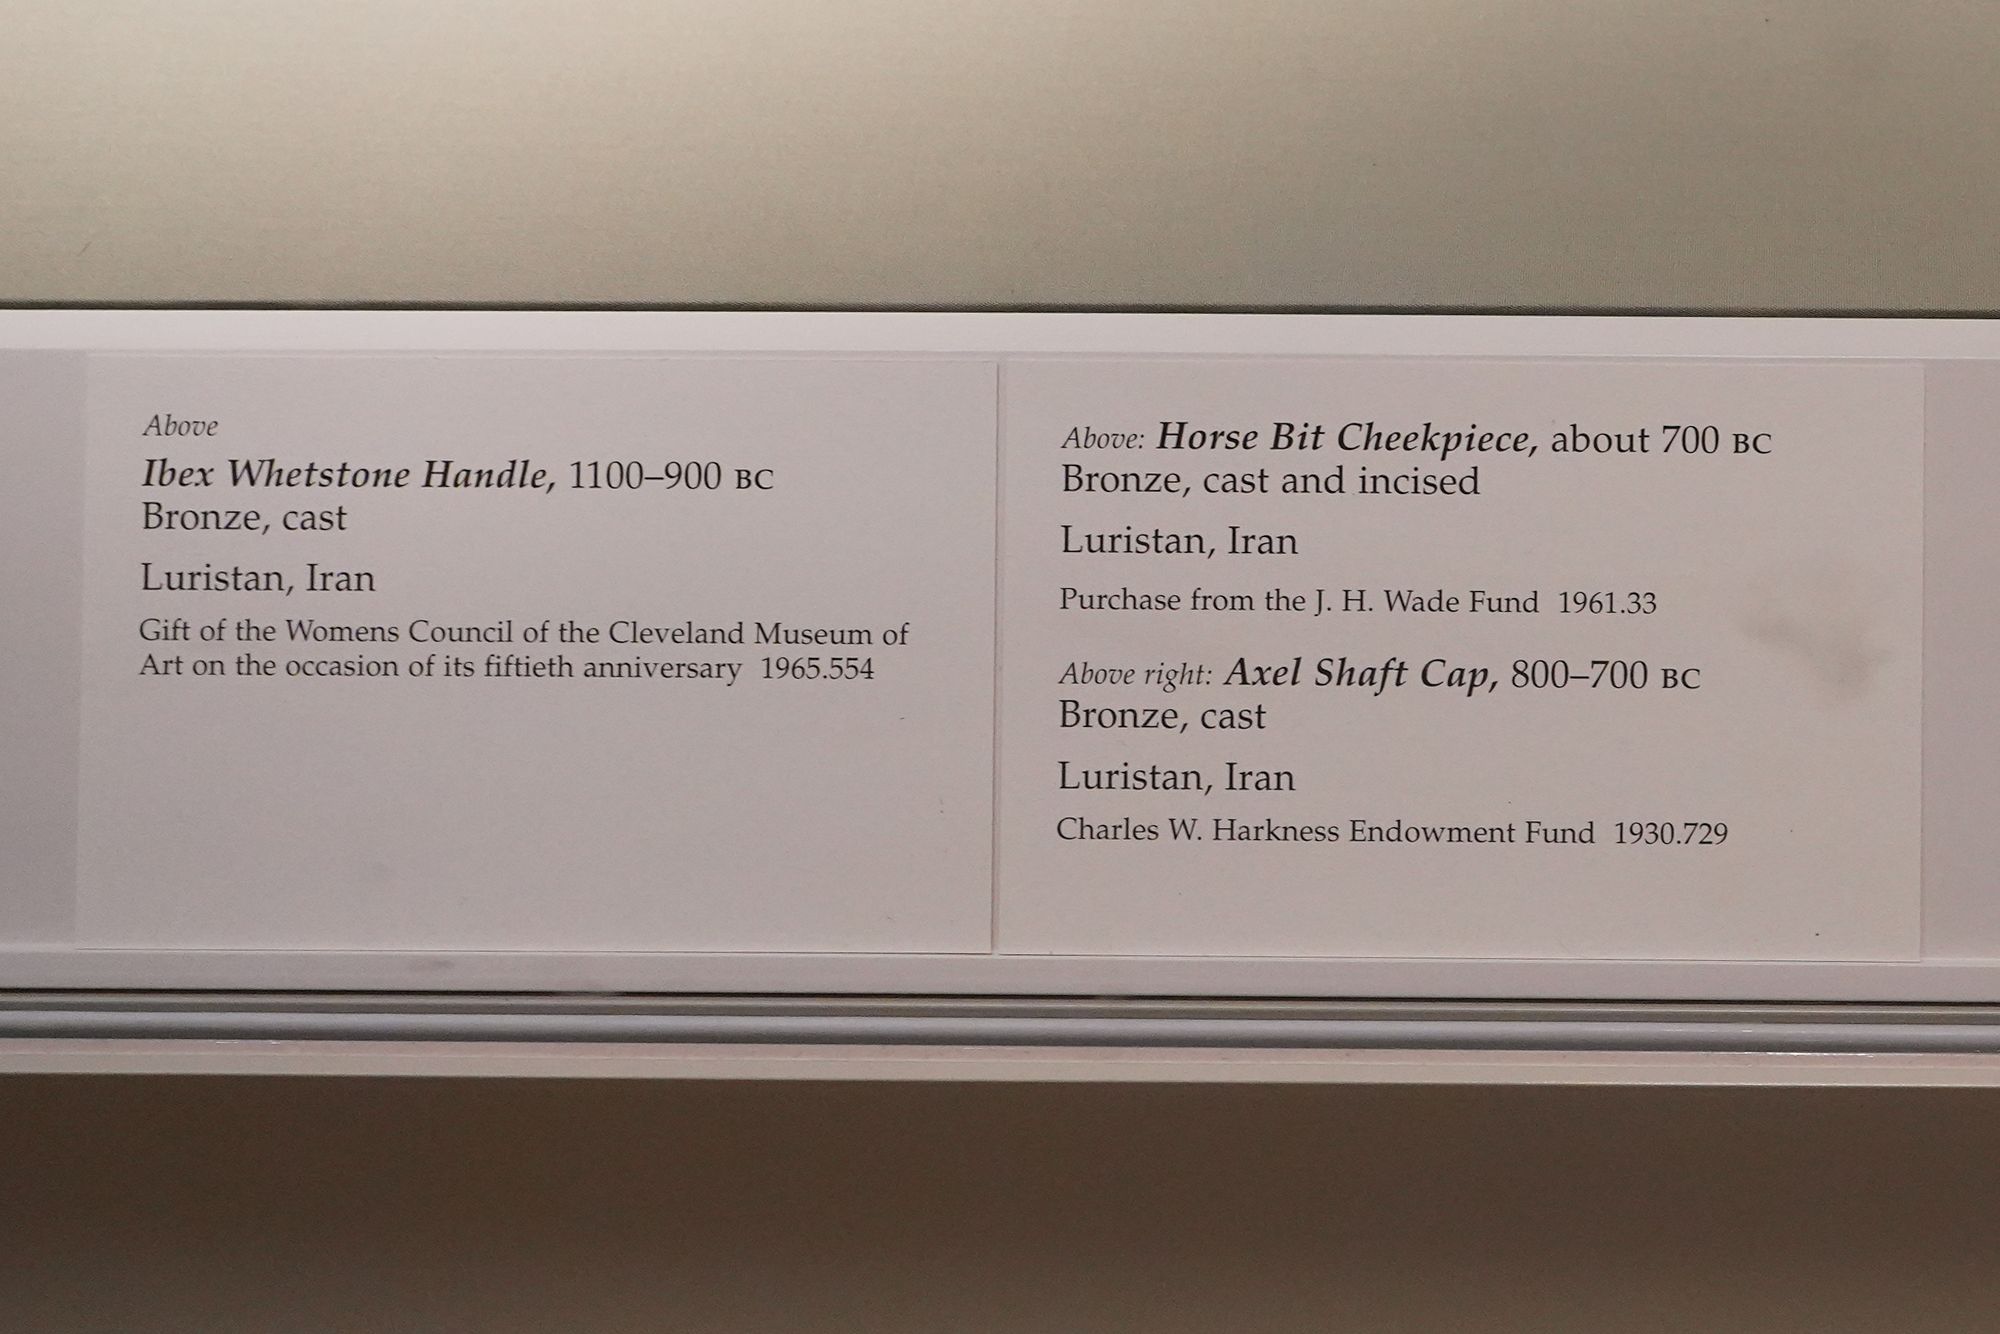 Above
Ibex Whetstone Handle, 1100–900 BC
Bronze, cast
Luristan, Iran
Gift of the Womens Council of the Cleveland Museum of
Art on the occasion of its fiftieth anniversary 1965.554
Above: Horse Bit Cheekpiece, about 700 BC
Bronze, cast and incised
Luristan, Iran
Purchase from the J. H. Wade Fund 1961.33
Above right: Axel Shaft Cap, 800–700 BC
Bronze, cast
Luristan, Iran
Charles W. Harkness Endowment Fund 1930.729